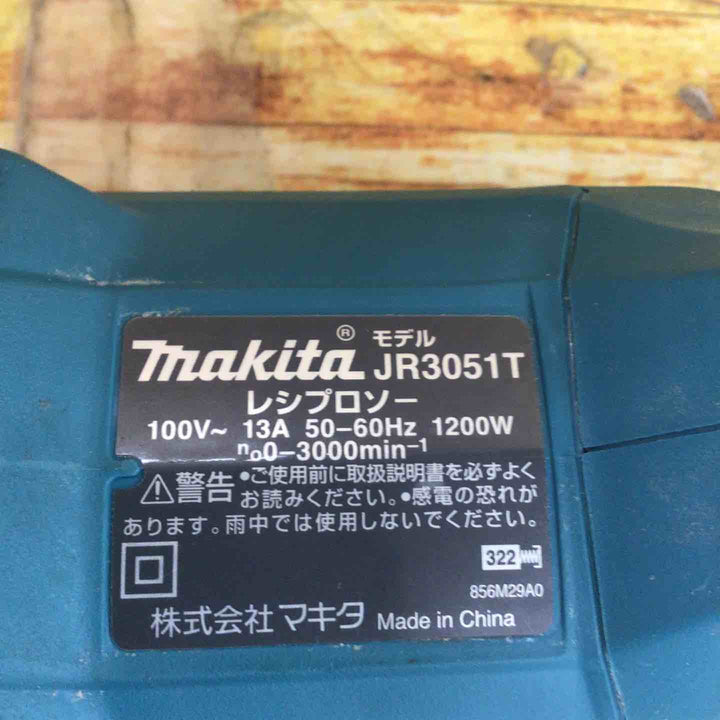 makita® モデル JR3051T
レシプロソー
100V~ 13A 50–60Hz 1200W
n₀0–3000min⁻¹
⚠警告 •ご使用前に取扱説明書を必ずよく
お読みください。•感電の恐れが
あります。雨中では使用しないでください。
322
856M29A0
株式会社マキタ Made in China